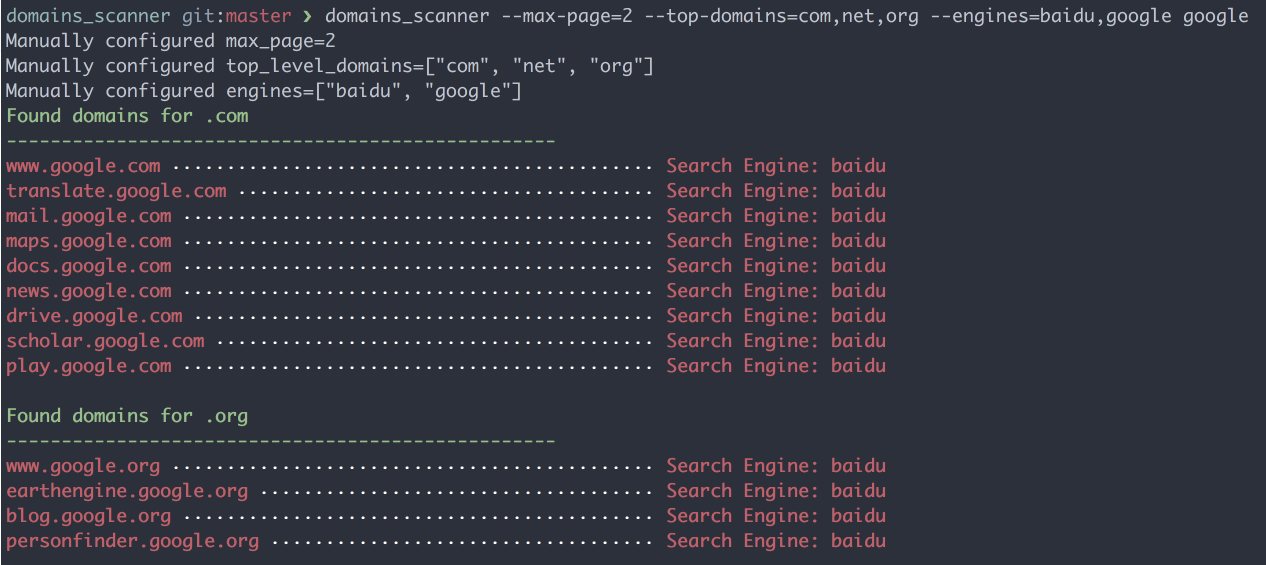 domains_scanner git:master ❯ domains_scanner --max-page=2 --top-domains=com,net,org --engines=baidu,google google
Manually configured max_page=2
Manually configured top_level_domains=["com", "net", "org"]
Manually configured engines=["baidu", "google"]
Found domains for .com
--------------------------------------------------
www.google.com ············································ Search Engine: baidu
translate.google.com ······································ Search Engine: baidu
mail.google.com ··········································· Search Engine: baidu
maps.google.com ··········································· Search Engine: baidu
docs.google.com ··········································· Search Engine: baidu
news.google.com ··········································· Search Engine: baidu
drive.google.com ·········································· Search Engine: baidu
scholar.google.com ········································ Search Engine: baidu
play.google.com ··········································· Search Engine: baidu
Found domains for .org
--------------------------------------------------
www.google.org ············································ Search Engine: baidu
earthengine.google.org ···································· Search Engine: baidu
blog.google.org ··········································· Search Engine: baidu
personfinder.google.org ··································· Search Engine: baidu